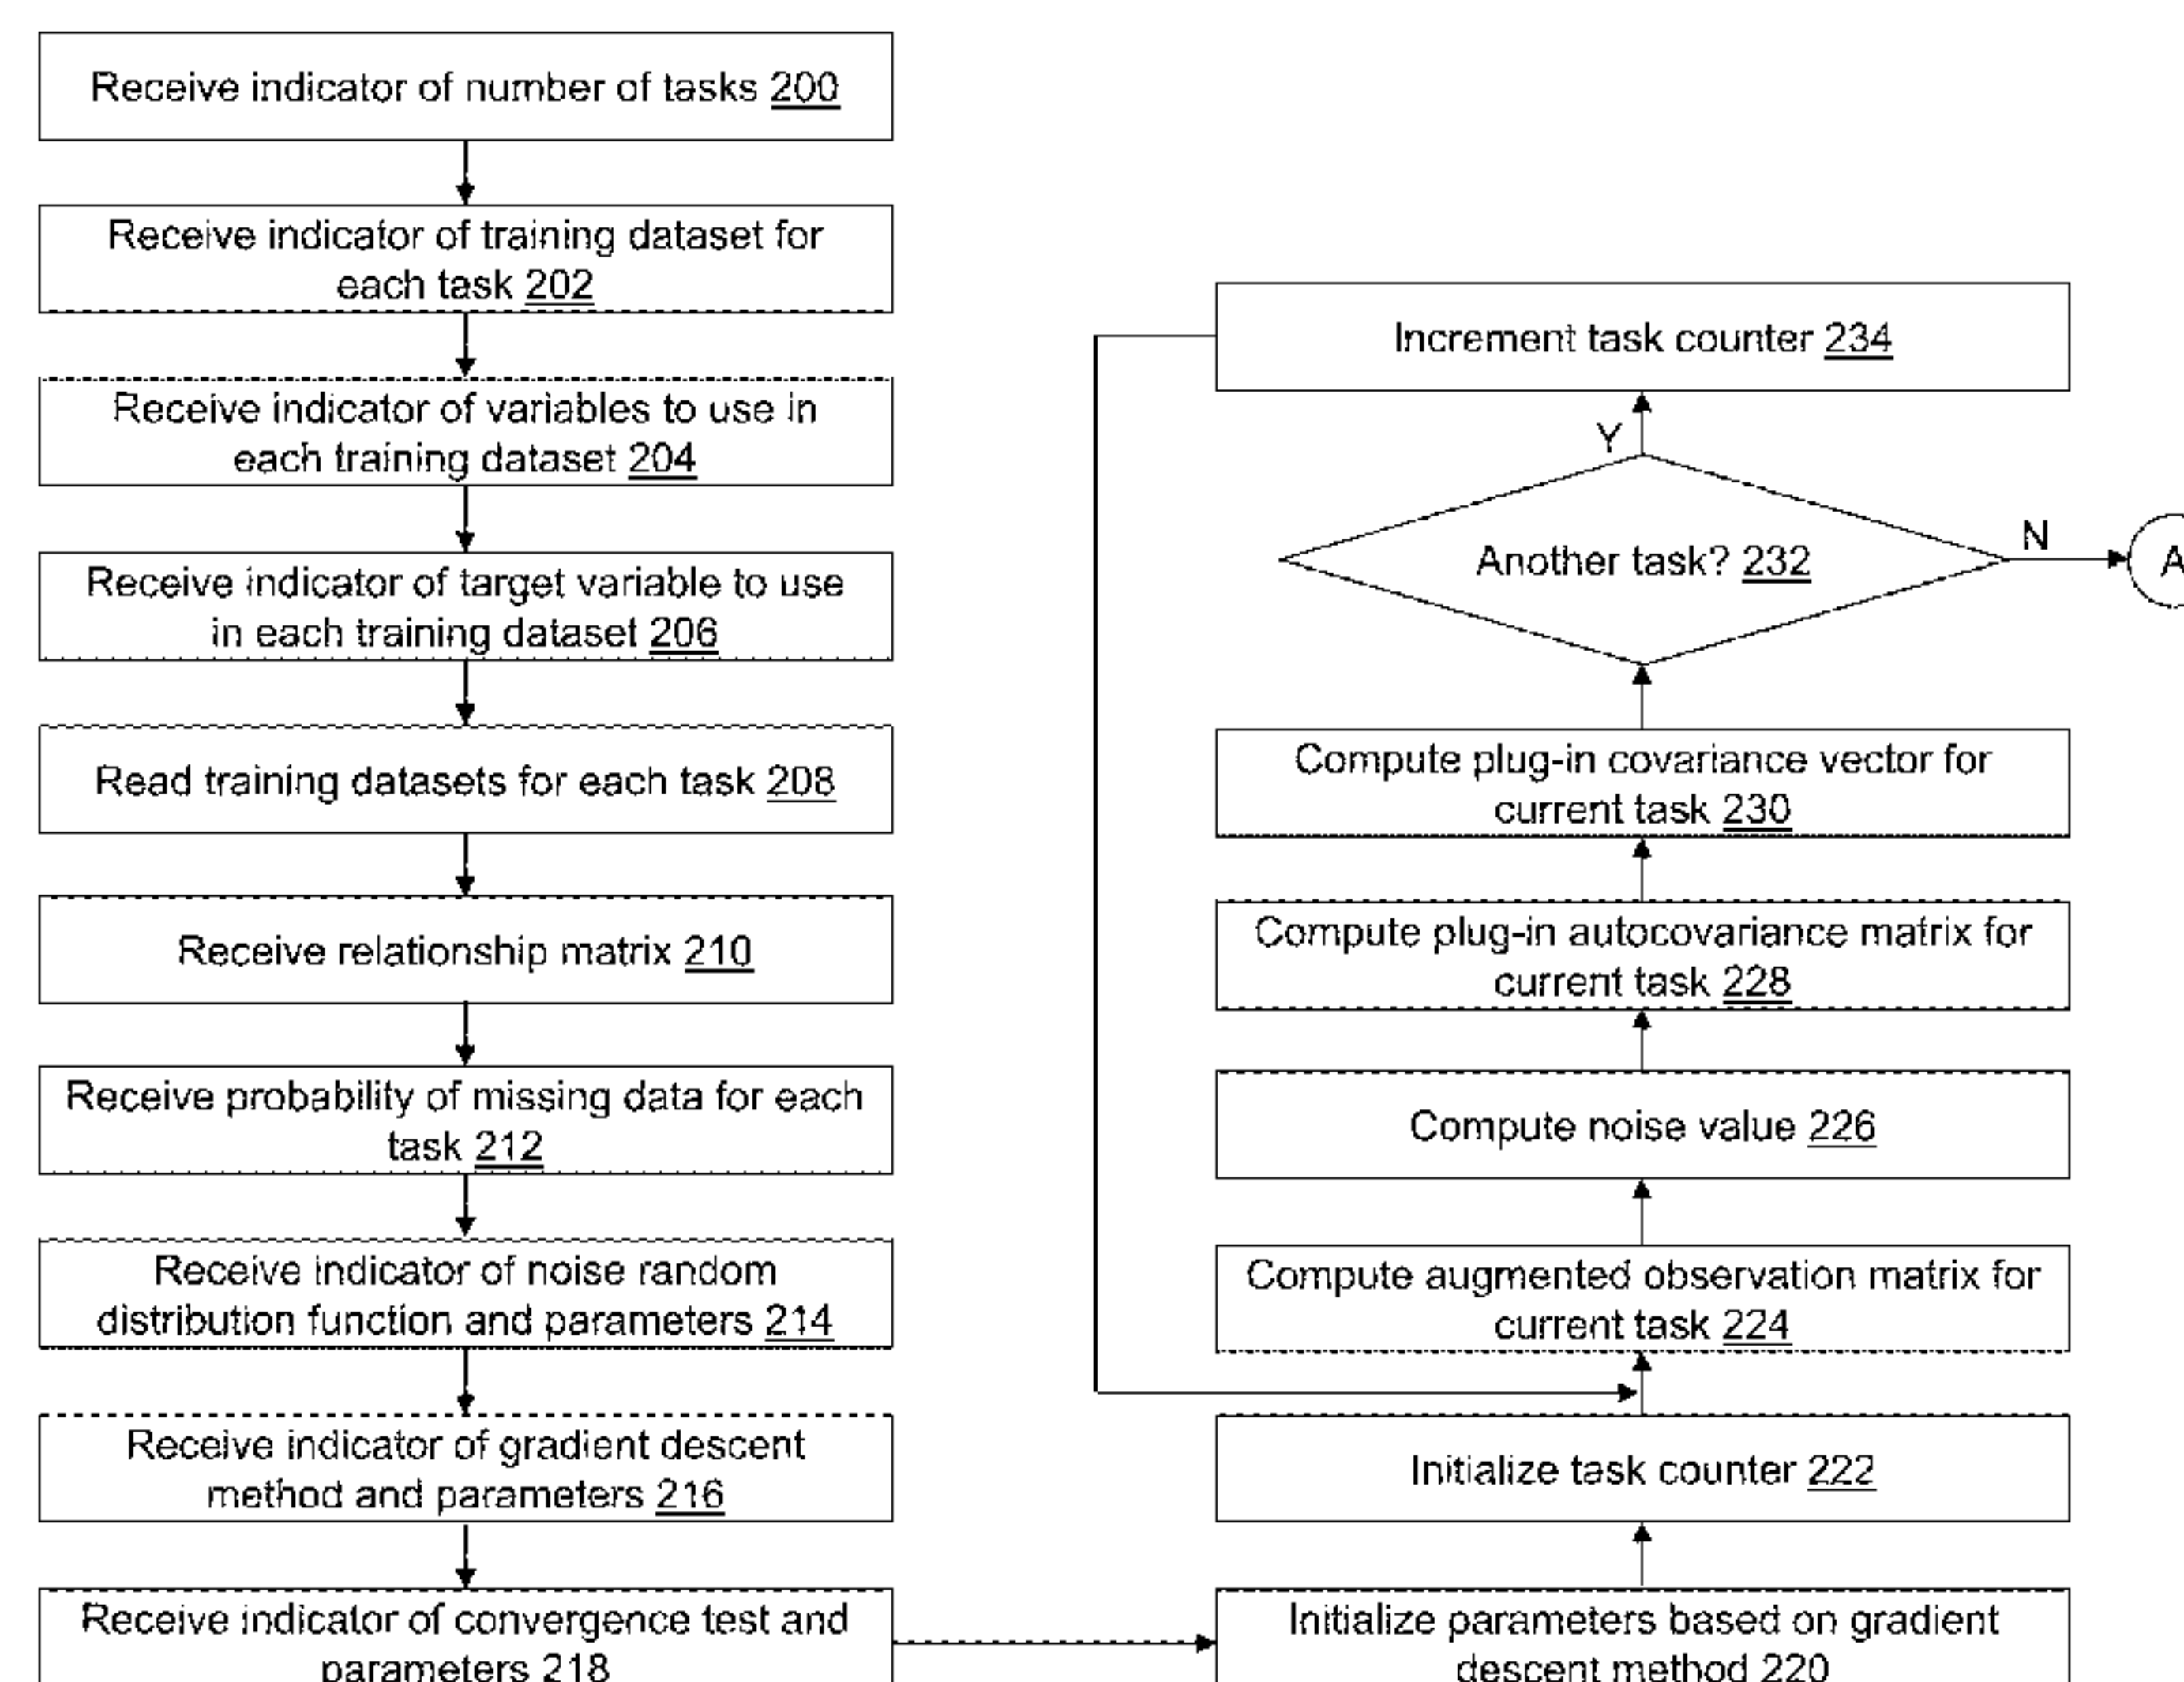 Receive indicator of number of tasks 200
Receive indicator of training dataset for
each task 202
Receive indicator of variables to use in
each training dataset 204
Receive indicator of target variable to use
in each training dataset 206
Read training datasets for each task 208
Receive relationship matrix 210
Receive probability of missing data for each
task 212
Receive indicator of noise random
distribution function and parameters 214
Receive indicator of gradient descent
method and parameters 216
Receive indicator of convergence test and
parameters 218
Increment task counter 234
Y
Another task? 232
N
A
Compute plug-in covariance vector for
current task 230
Compute plug-in autocovariance matrix for
current task 228
Compute noise value 226
Compute augmented observation matrix for
current task 224
Initialize task counter 222
Initialize parameters based on gradient
descent method 220